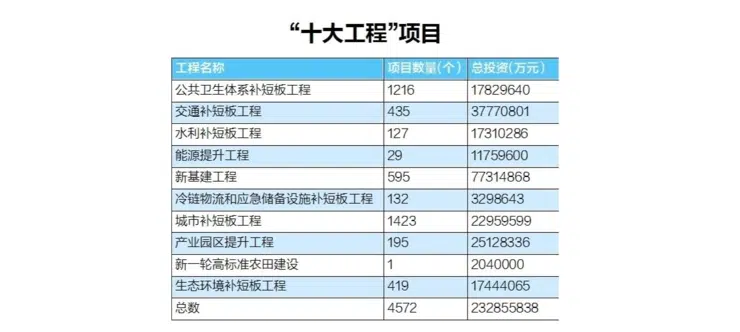 “十大工程”项目
工程名称 项目数量(个) 总投资(万元)
公共卫生体系补短板工程 1216 17829640
交通补短板工程 435 37770801
水利补短板工程 127 17310286
能源提升工程 29 11759600
新基建工程 595 77314868
冷链物流和应急储备设施补短板工程 132 3298643
城市补短板工程 1423 22959599
产业园区提升工程 195 25128336
新一轮高标准农田建设 1 2040000
生态环境补短板工程 419 17444065
总数 4572 232855838